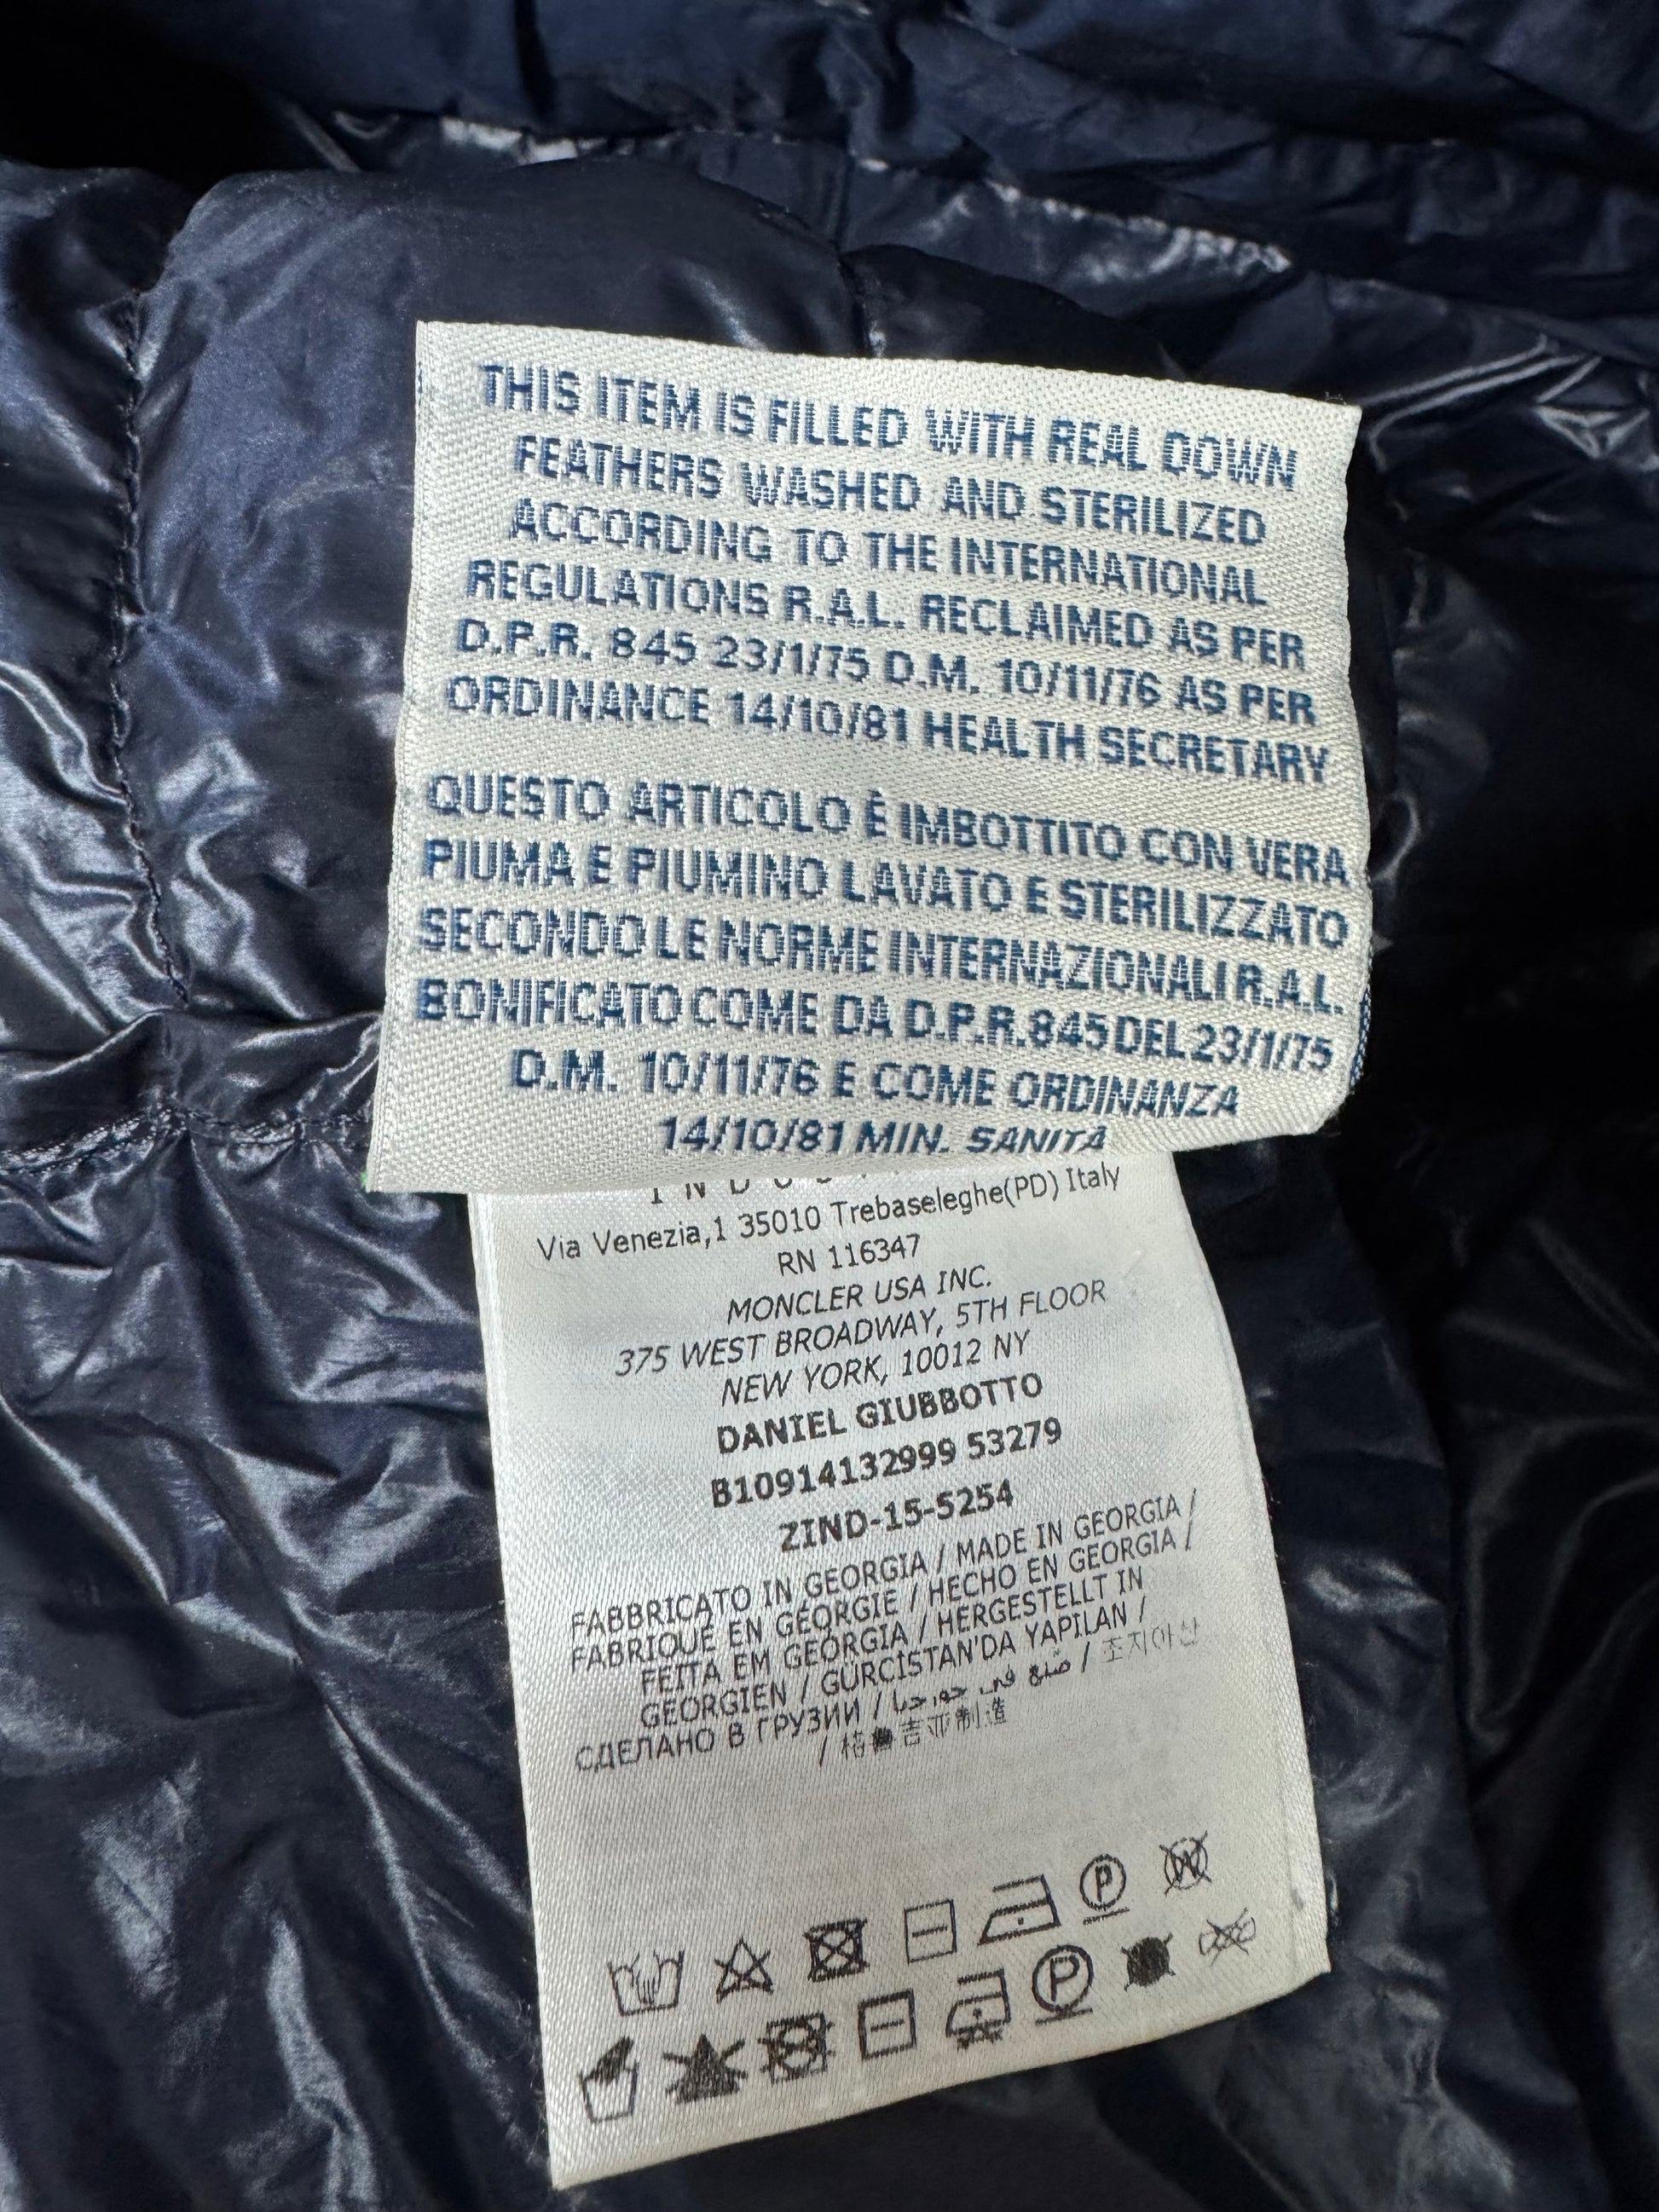 THIS ITEM IS FILLED WITH REAL DOWN
FEATHERS WASHED AND STERILIZED
ACCORDING TO THE INTERNATIONAL
REGULATIONS R.A.L. RECLAIMED AS PER
D.P.R. 845 23/1/75 D.M. 10/11/76 AS PER
ORDINANCE 14/10/81 HEALTH SECRETARY
QUESTO ARTICOLO È IMBOTTITO CON VERA
PIUMA E PIUMINO LAVATO E STERILIZZATO
SECONDO LE NORME INTERNAZIONALI R.A.L.
BONIFICATO COME DA D.P.R. 845 DEL 23/1/75
D.M. 10/11/76 E COME ORDINANZA
14/10/81 MIN. SANITÀ
Via Venezia,1 35010 Trebaseleghe(PD) Italy
RN 116347
MONCLER USA INC.
375 WEST BROADWAY, 5TH FLOOR
NEW YORK, 10012 NY
DANIEL GIUBBOTTO
B10914132999 53279
ZIND-15-5254
FABBRICATO IN GEORGIA / MADE IN GEORGIA /
FABRIQUÉ EN GÉORGIE / HECHO EN GEORGIA /
FEITA EM GEÓRGIA / HERGESTELLT IN
GEORGIEN / GÜRCİSTAN'DA YAPILAN /
СДЕЛАНО В ГРУЗИИ / صنع في جورجيا / 조지아산
/ 格鲁吉亚制造
P W
P